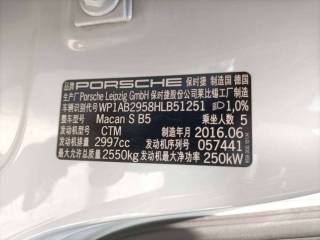 品牌 PORSCHE 保时捷 制造国 德国
生产厂 Porsche Leipzig GmbH 保时捷股份公司莱比锡工厂制造
车辆识别代号 WP1AB2958HLB51251 1,0%
整车型号 Macan S B5 乘坐人数 5
发动机型号 CTM 制造年月 2016.06
发动机排量 2997cc 发动机序列号 057441
最大允许总质量 2550kg 发动机最大净功率 250kW